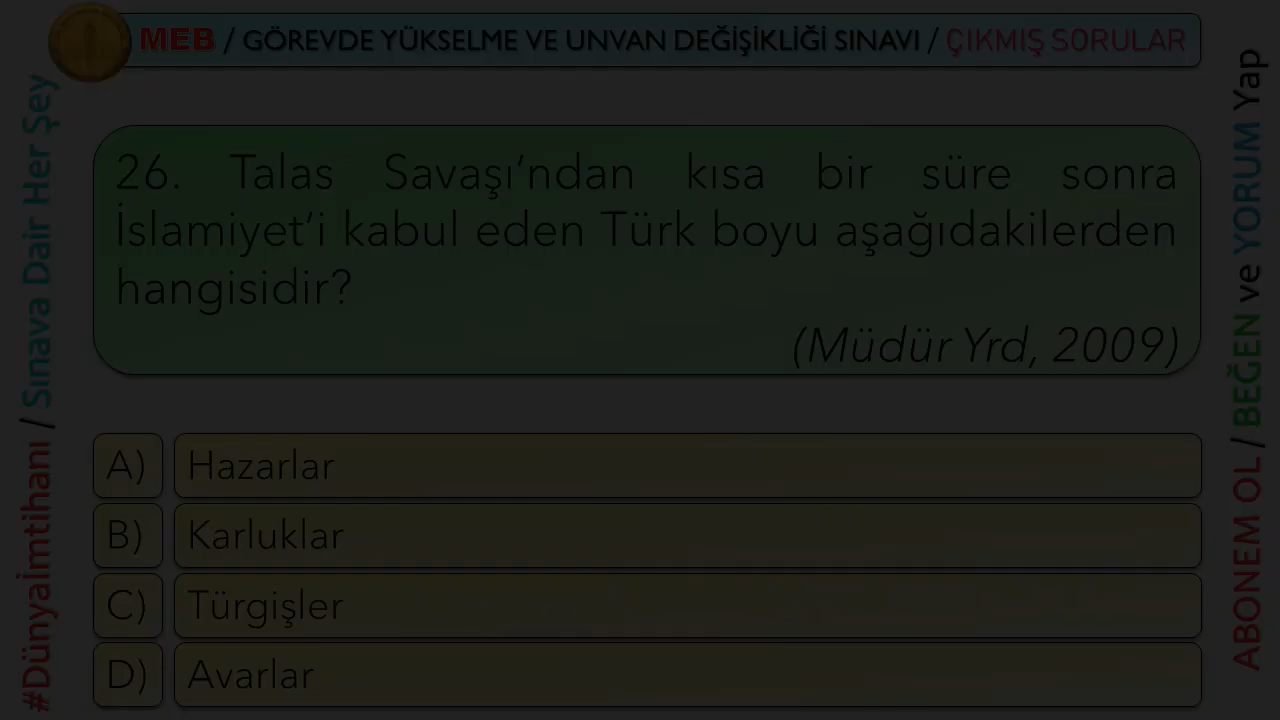 MEB / GÖREVDE YÜKSELME VE UNVAN DEĞİŞİKLİĞİ SINAVI / ÇIKMIŞ SORULAR
26. Talas Savaşı’ndan kısa bir süre sonra
İslamiyet’i kabul eden Türk boyu aşağıdakilerden
hangisidir?
(Müdür Yrd, 2009)
A) Hazarlar
B) Karluklar
C) Türgişler
D) Avarlar
#Dünyaimtihanı / Sınava Dair Her Şey
ABONEM OL / BEĞEN ve YORUM Yap